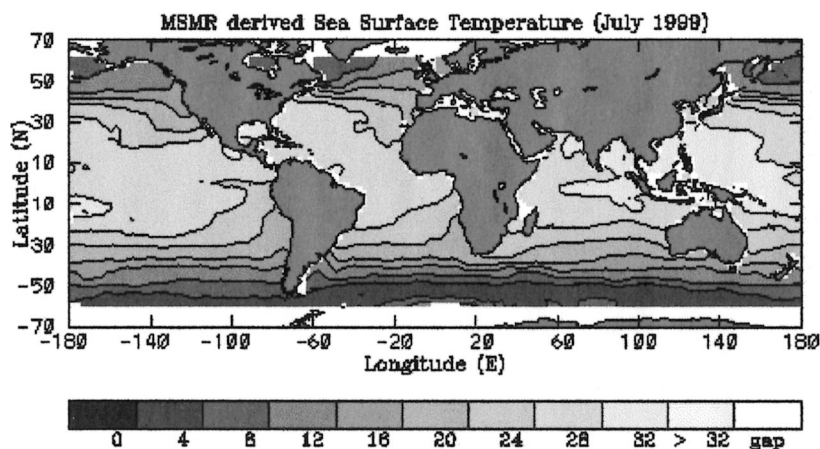 MSMR derived Sea Surface Temperature (July 1999)
70
50
30
10
-10
-30
-50
-70
Latitude (N)
-180 -140 -100 -60 -20 20 60 100 140 180
Longitude (E)
0 4 8 12 16 20 24 28 32 > 32 gap